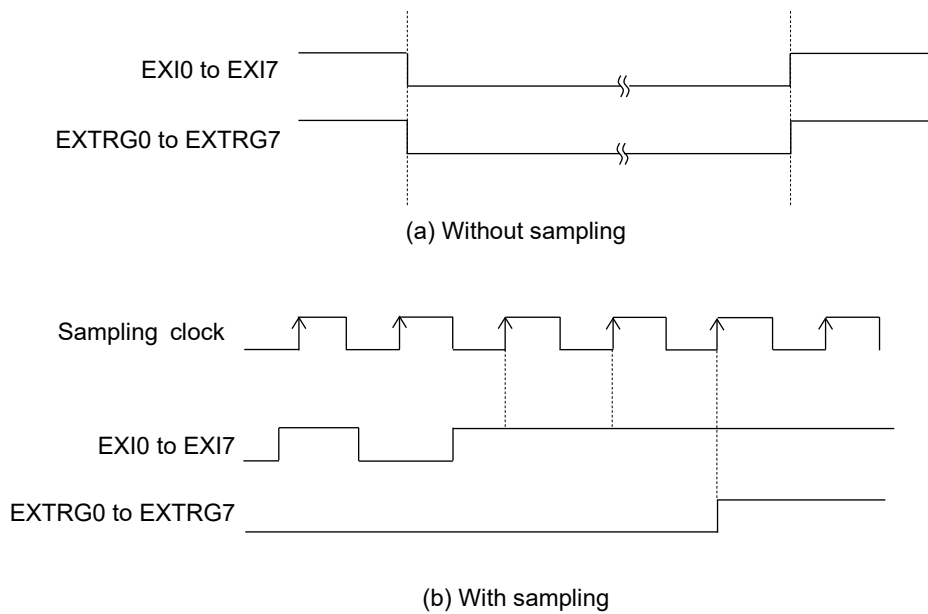 EXI0 to EXI7
EXTRG0 to EXTRG7
(a) Without sampling
Sampling clock
EXI0 to EXI7
EXTRG0 to EXTRG7
(b) With sampling